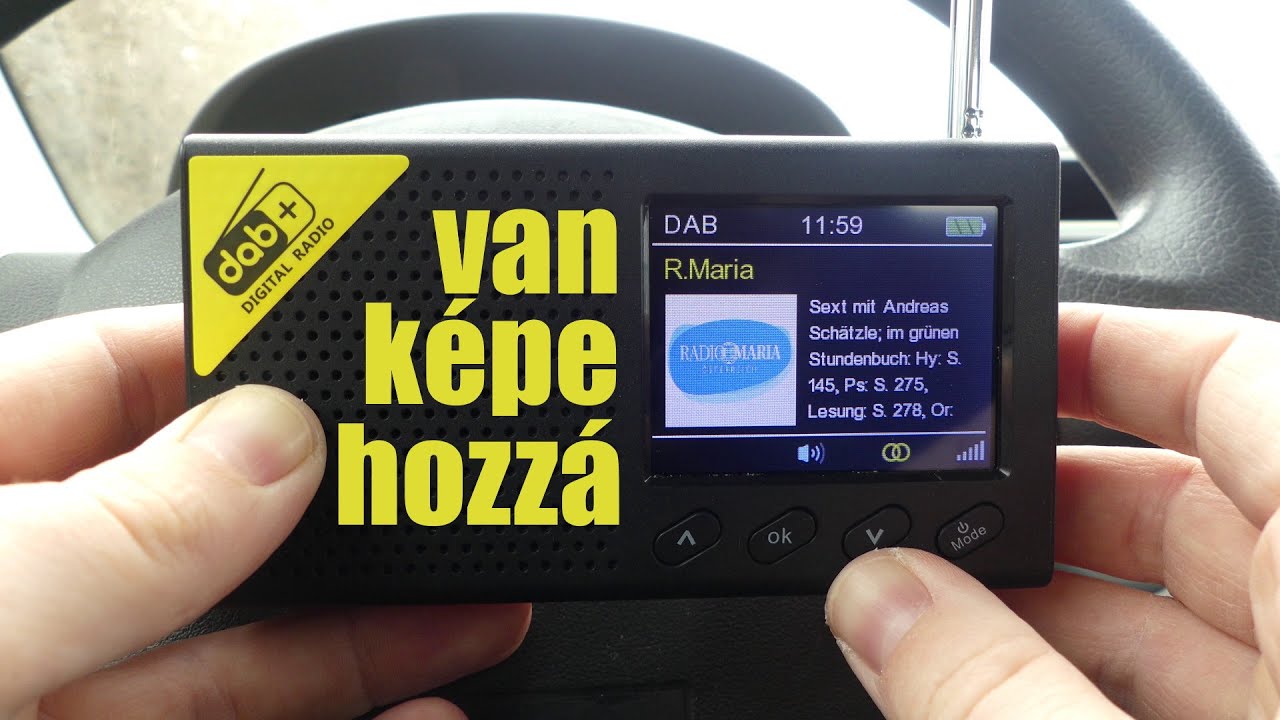 dab+
DIGITAL RADIO
van
képe
hozzá
DAB 11:59
R.Maria
RADIO MARIA
ÖSTERREICH
Sext mit Andreas
Schätzle; im grünen
Stundenbuch: Hy: S.
145, Ps: S. 275,
Lesung: S. 278, Or:
ok
Mode